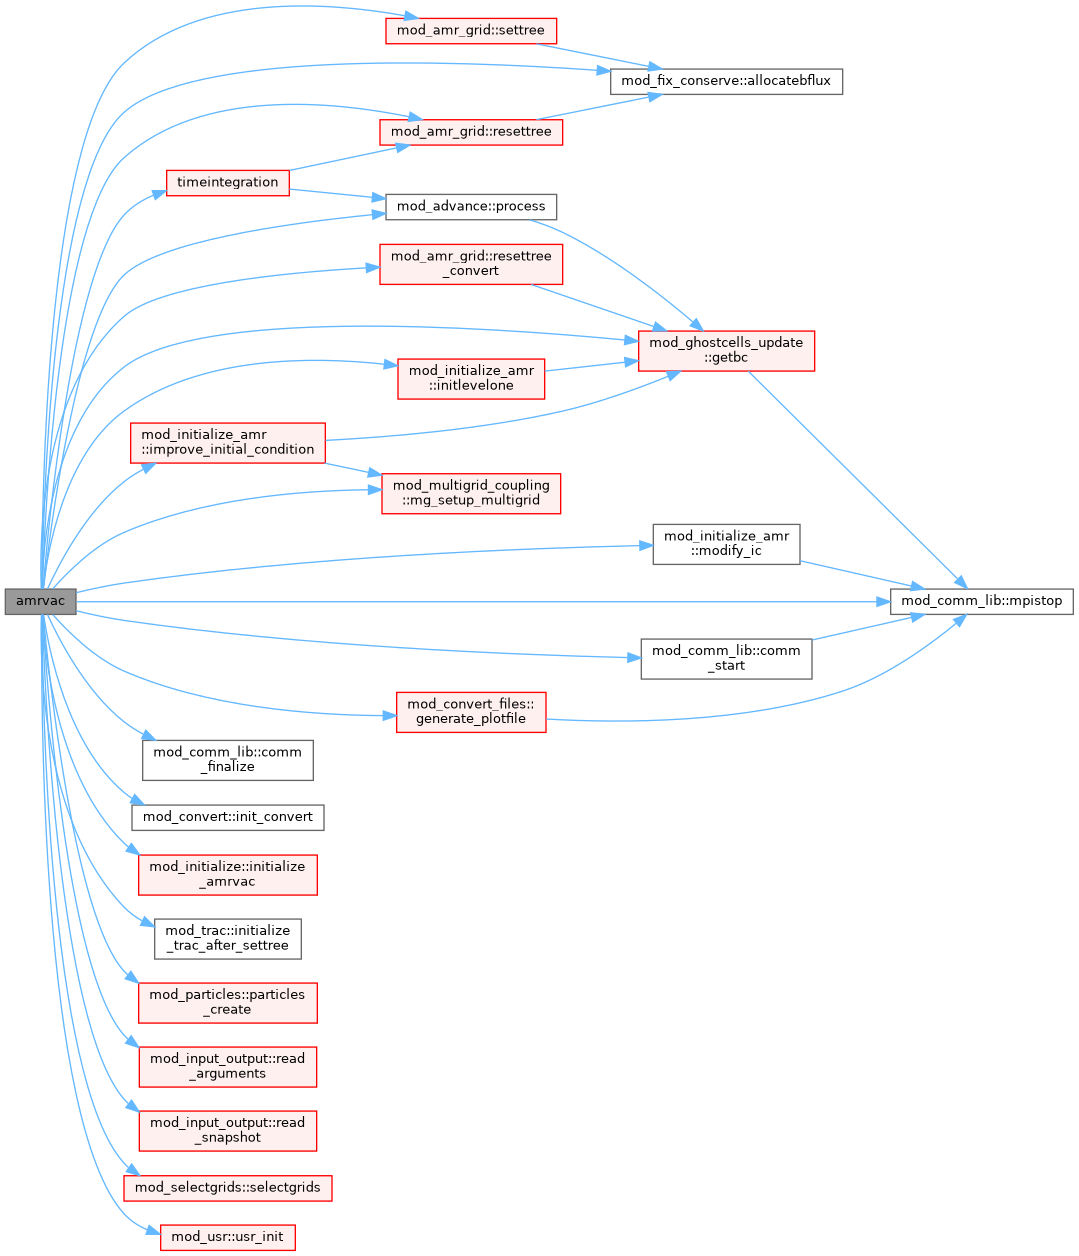 mod_amr_grid::settree
mod_fix_conserve::allocatebflux
mod_amr_grid::resettree
timeintegration
mod_advance::process
mod_amr_grid::resettree
_convert
mod_ghostcells_update
::getbc
mod_initialize_amr
::initlevelone
mod_initialize_amr
::improve_initial_condition
mod_multigrid_coupling
::mg_setup_multigrid
mod_initialize_amr
::modify_ic
amrvac
mod_comm_lib::mpistop
mod_comm_lib::comm
_start
mod_convert_files::
generate_plotfile
mod_comm_lib::comm
_finalize
mod_convert::init_convert
mod_initialize::initialize
_amrvac
mod_trac::initialize
_trac_after_settree
mod_particles::particles
_create
mod_input_output::read
_arguments
mod_input_output::read
_snapshot
mod_selectgrids::selectgrids
mod_usr::usr_init